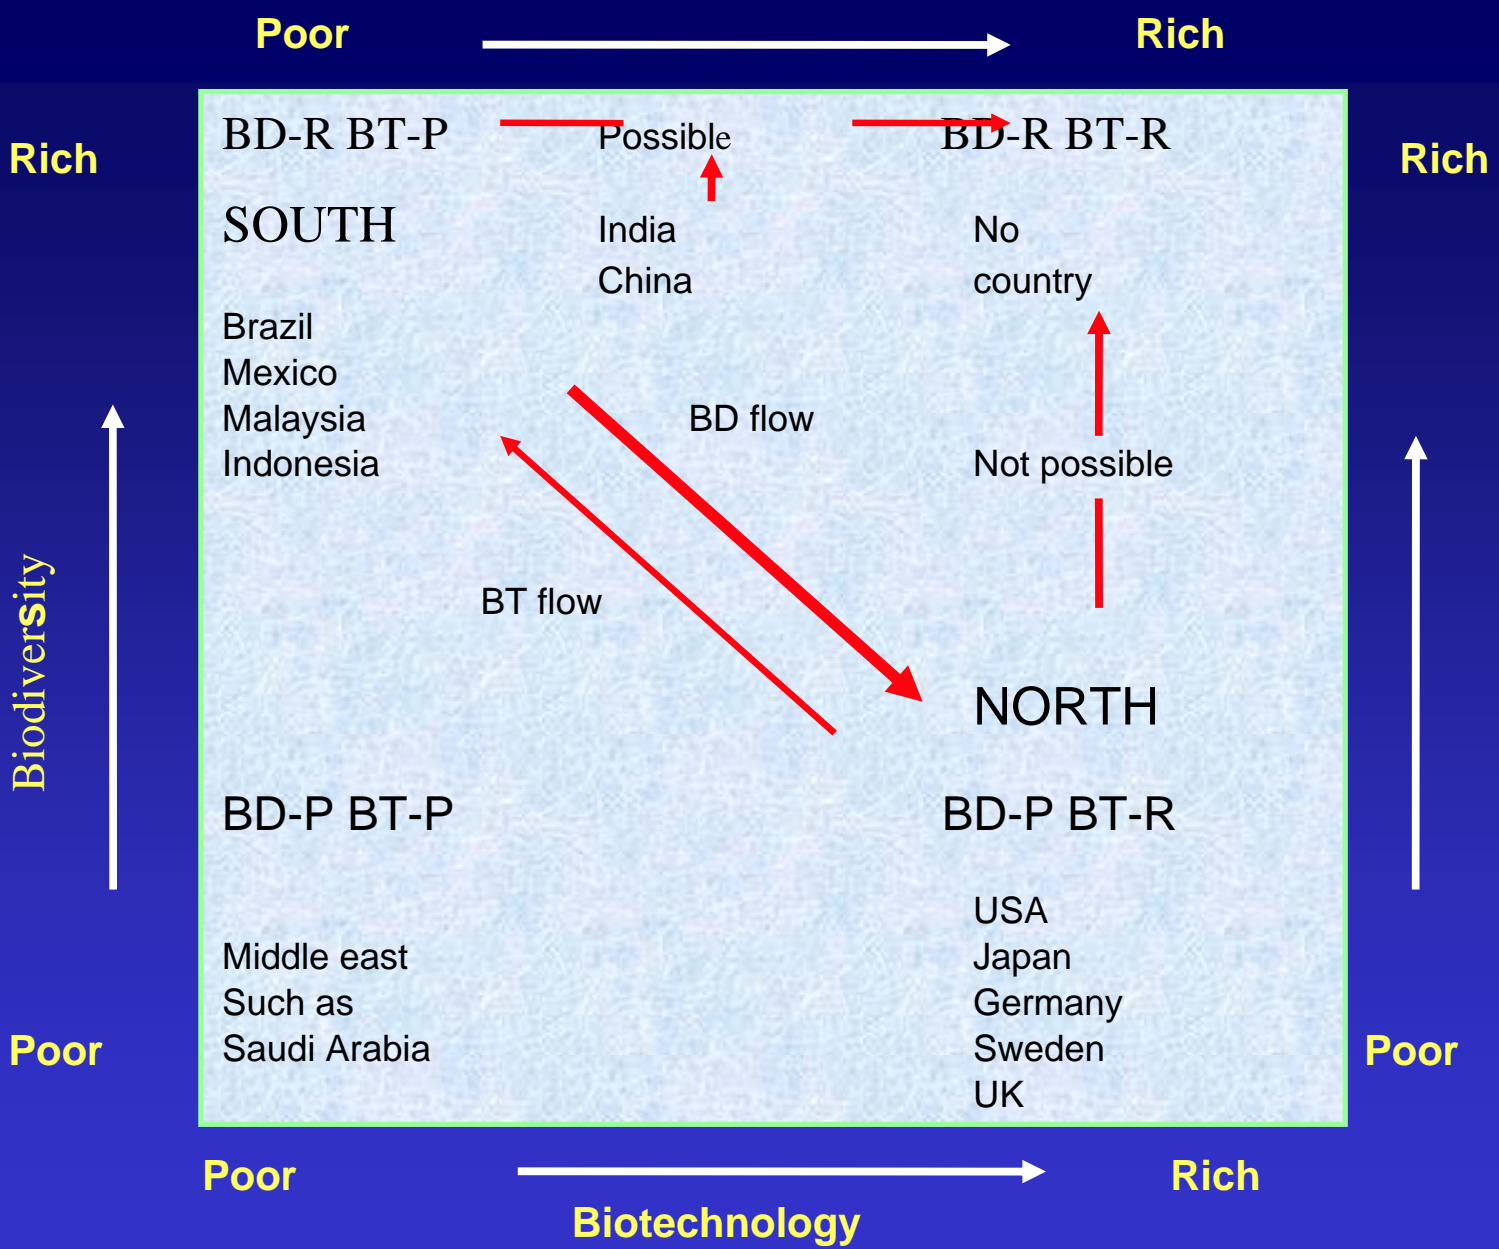 Poor Rich
Rich
BD-R BT-P Possible BD-R BT-R
Rich
SOUTH India No
China country
Brazil
Mexico
Malaysia BD flow
Indonesia Not possible
BT flow
Biodiversity
NORTH
BD-P BT-P BD-P BT-R
USA
Middle east Japan
Such as Germany
Saudi Arabia Sweden
UK
Poor Poor
Poor Rich
Biotechnology